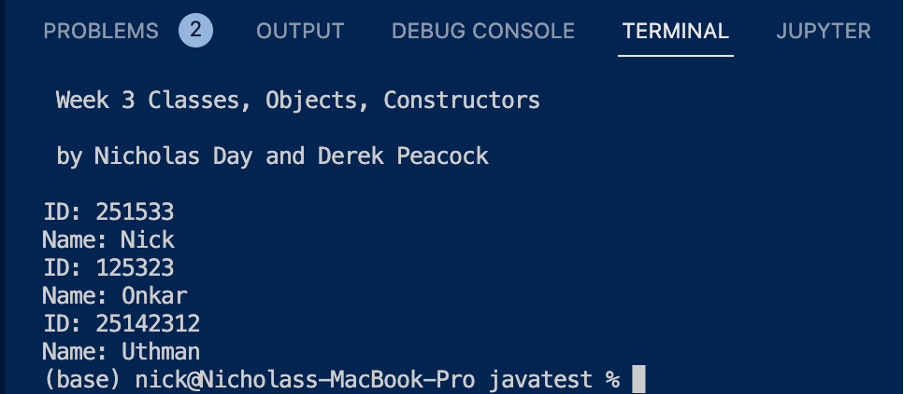 PROBLEMS 2 OUTPUT DEBUG CONSOLE TERMINAL JUPYTER
Week 3 Classes, Objects, Constructors
by Nicholas Day and Derek Peacock
ID: 251533
Name: Nick
ID: 125323
Name: Onkar
ID: 25142312
Name: Uthman
(base) nick@Nicholass-MacBook-Pro javatest %